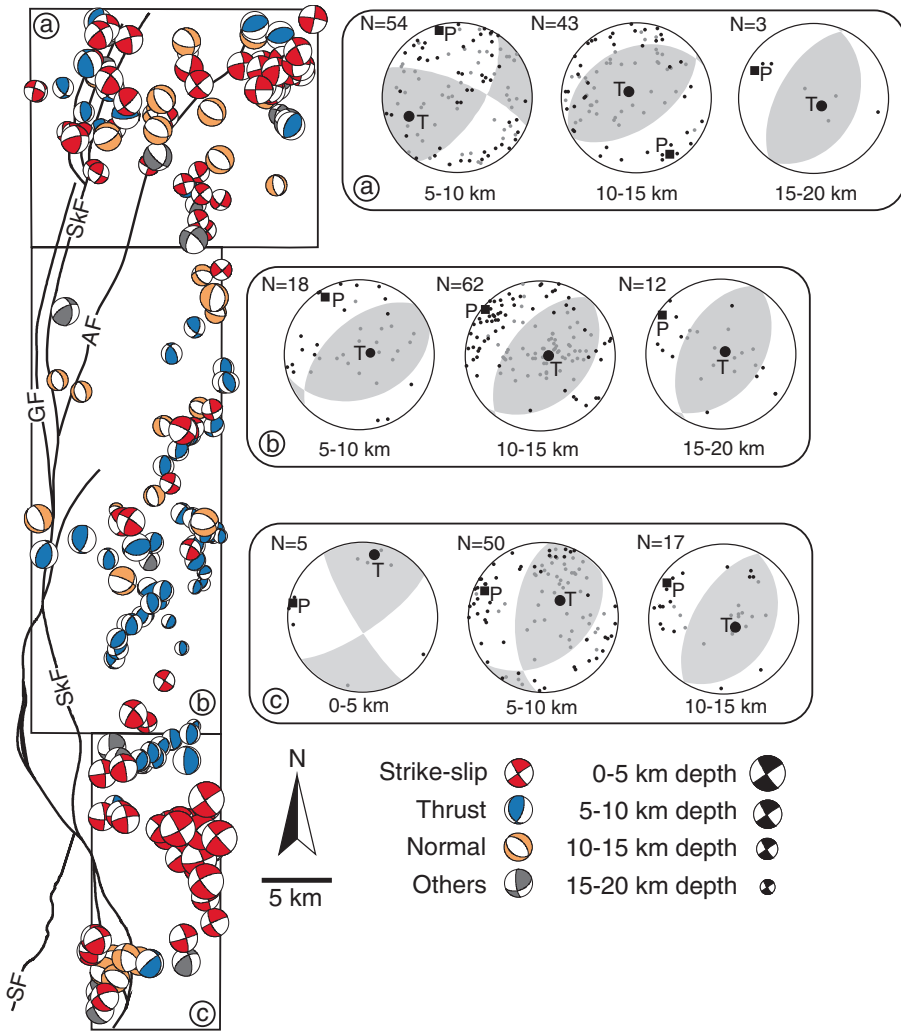 a
SkF
AF
GF
b
SkF
SF
c
N=54
N=43
N=3
P
T
P
T
P
T
a
5-10 km
10-15 km
15-20 km
N=18
N=62
N=12
P
T
P
T
P
T
b
5-10 km
10-15 km
15-20 km
N=5
N=50
N=17
P
T
P
T
P
T
c
0-5 km
5-10 km
10-15 km
N
5 km
Strike-slip
0-5 km depth
Thrust
5-10 km depth
Normal
10-15 km depth
Others
15-20 km depth